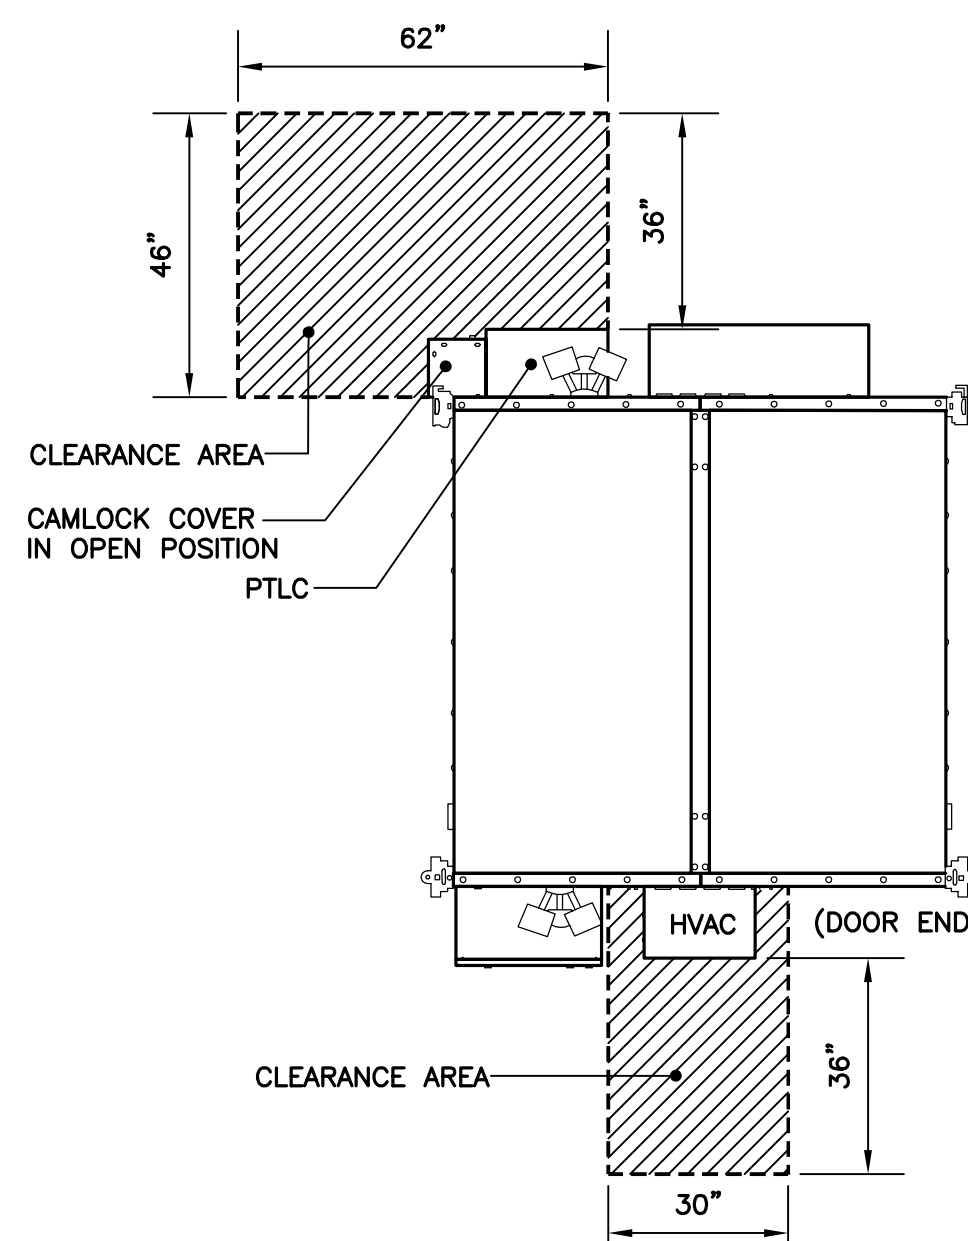 62”
46”
36”
CLEARANCE AREA
CAMLOCK COVER
IN OPEN POSITION
PTLC
HVAC
(DOOR END
CLEARANCE AREA
36”
30”